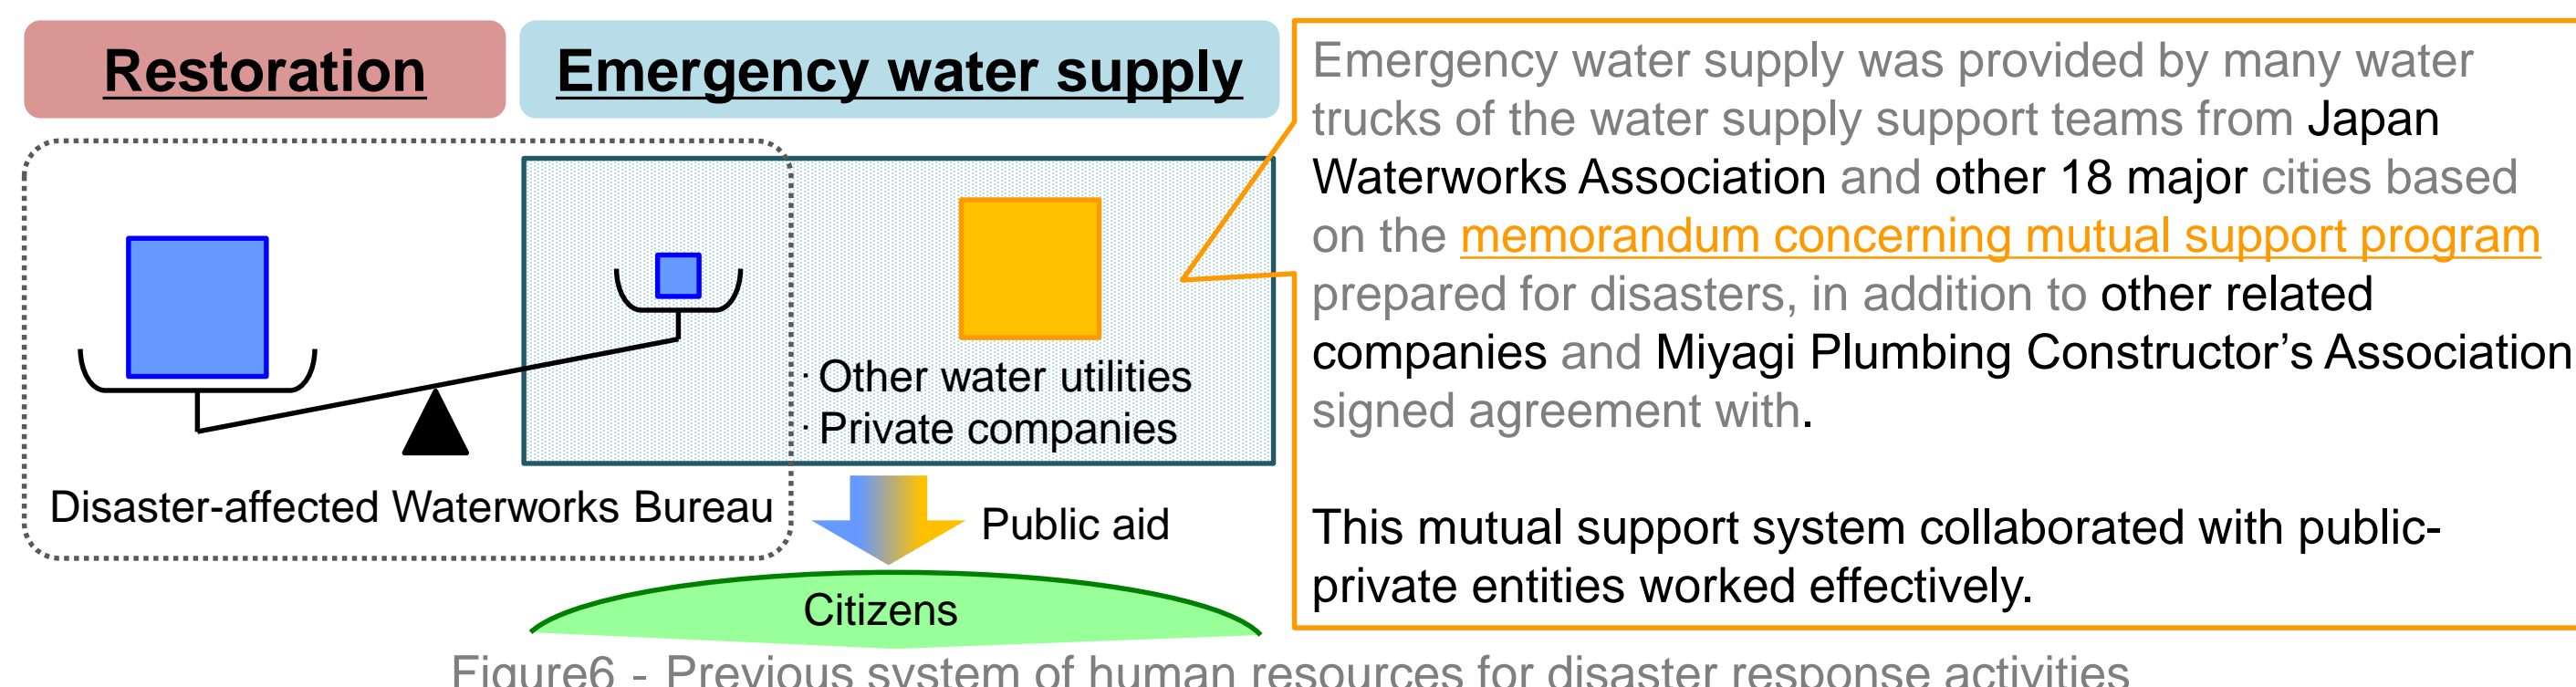 Restoration
Emergency water supply
· Other water utilities
· Private companies
Disaster-affected Waterworks Bureau
Public aid
Citizens
Emergency water supply was provided by many water
trucks of the water supply support teams from Japan
Waterworks Association and other 18 major cities based
on the memorandum concerning mutual support program
prepared for disasters, in addition to other related
companies and Miyagi Plumbing Constructor’s Association
signed agreement with.
This mutual support system collaborated with public-
private entities worked effectively.
Figure6 - Previous system of human resources for disaster response activities